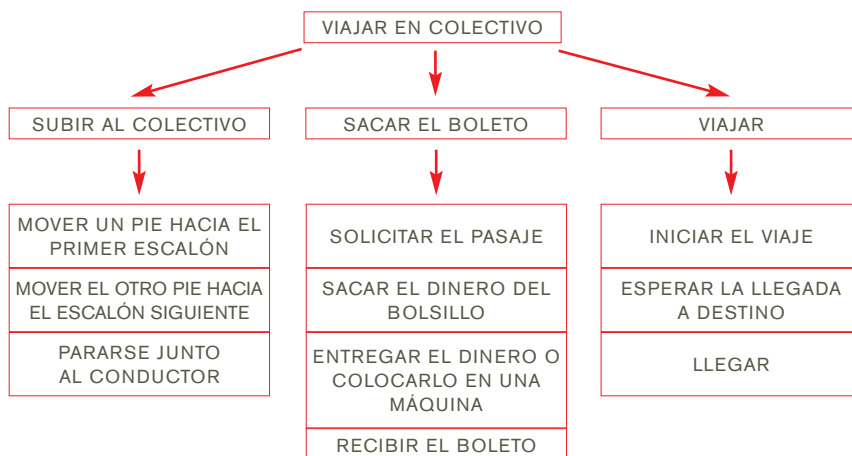 VIAJAR EN COLECTIVO
SUBIR AL COLECTIVO
MOVER UN PIE HACIA EL
PRIMER ESCALÓN
MOVER EL OTRO PIE HACIA
EL ESCALÓN SIGUIENTE
PARARSE JUNTO
AL CONDUCTOR
SACAR EL BOLETO
SOLICITAR EL PASAJE
SACAR EL DINERO DEL
BOLSILLO
ENTREGAR EL DINERO O
COLOCARLO EN UNA
MÁQUINA
RECIBIR EL BOLETO
VIAJAR
INICIAR EL VIAJE
ESPERAR LA LLEGADA
A DESTINO
LLEGAR